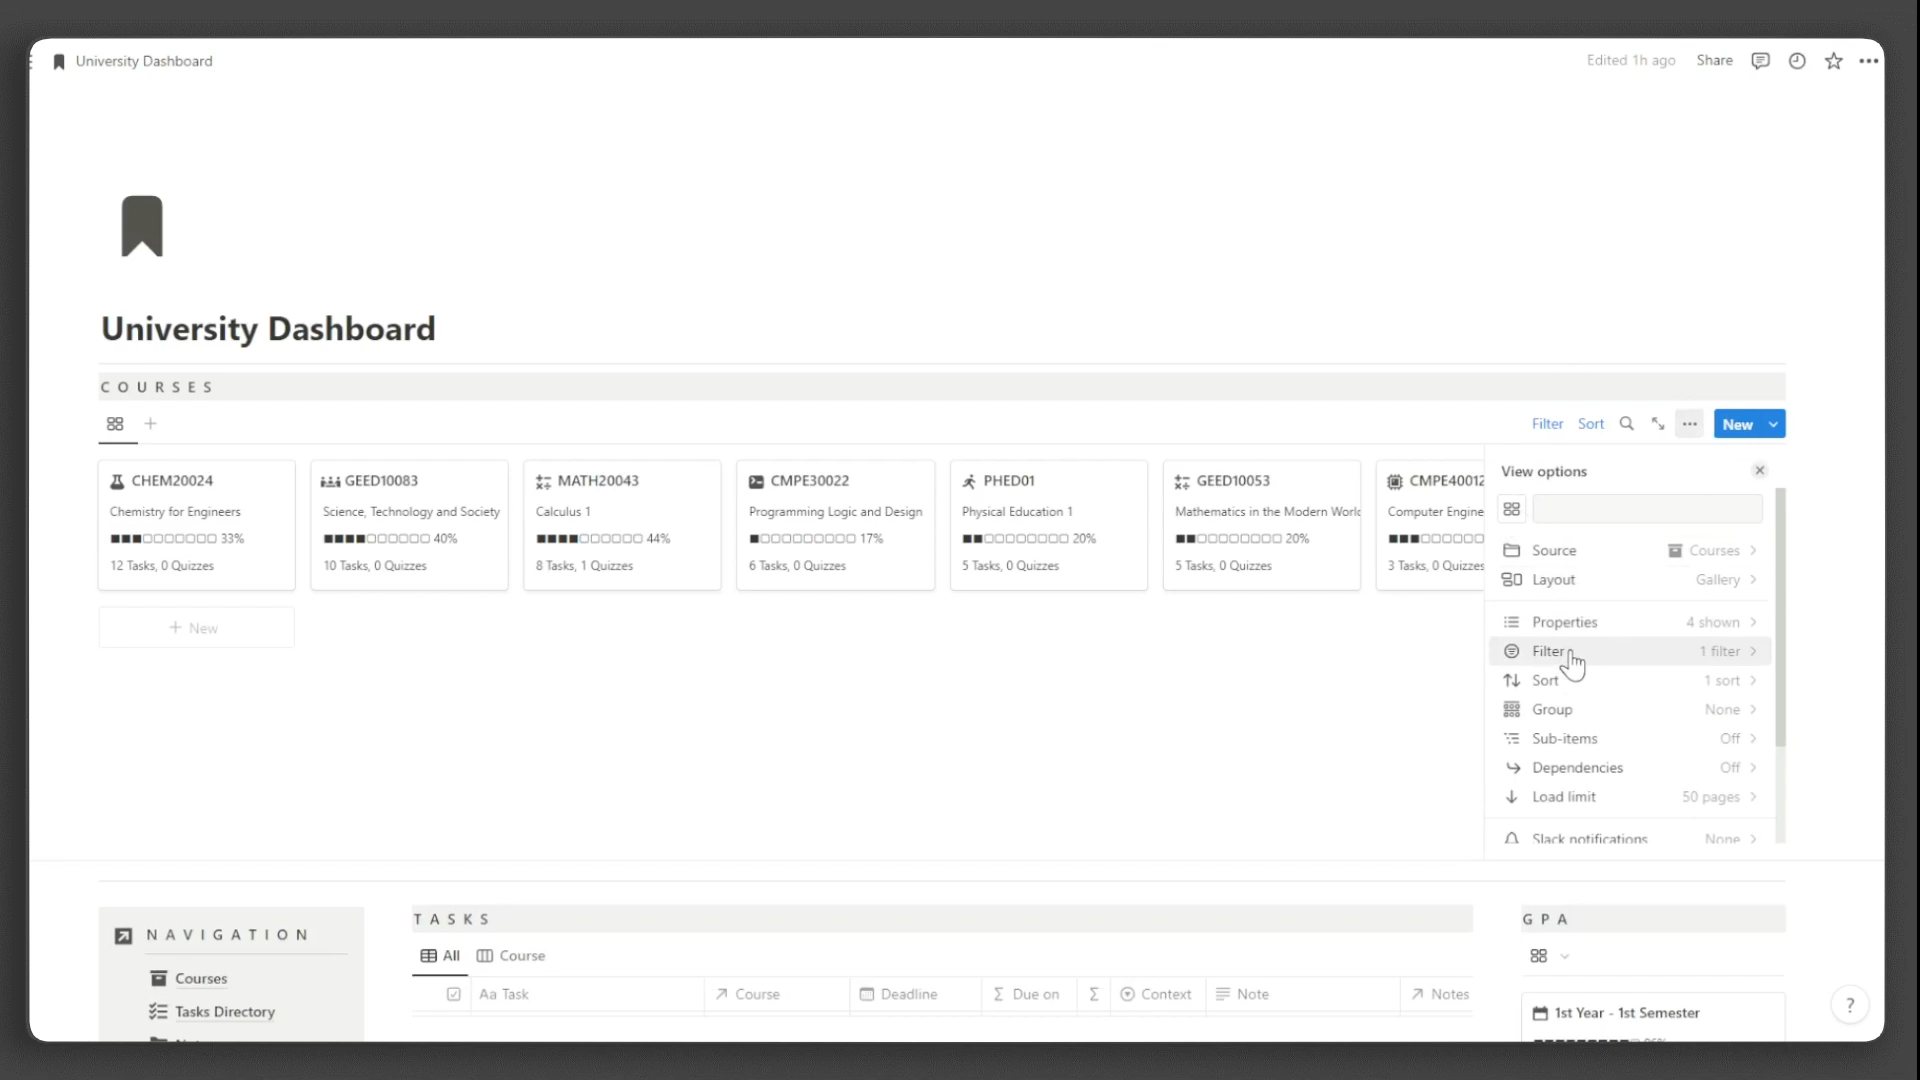 University Dashboard
Edited 1h ago Share
University Dashboard
COURSES
Filter Sort New
CHEM20024
Chemistry for Engineers
33%
12 Tasks, 0 Quizzes
GEED10083
Science, Technology and Society
40%
10 Tasks, 0 Quizzes
MATH20043
Calculus 1
44%
8 Tasks, 1 Quizzes
CMPE30022
Programming Logic and Design
17%
6 Tasks, 0 Quizzes
PHED01
Physical Education 1
20%
5 Tasks, 0 Quizzes
GEED10053
Mathematics in the Modern World
20%
5 Tasks, 0 Quizzes
CMPE40012
Computer Engine
3 Tasks, 0 Quizzes
+ New
View options
Source Courses
Layout Gallery
Properties 4 shown
Filter 1 filter
Sort 1 sort
Group None
Sub-items Off
Dependencies Off
Load limit 50 pages
Slack notifications None
NAVIGATION
Courses
Tasks Directory
TASKS
All Course
Aa Task Course Deadline Σ Due on Σ Context Note Notes
GPA
1st Year - 1st Semester
?